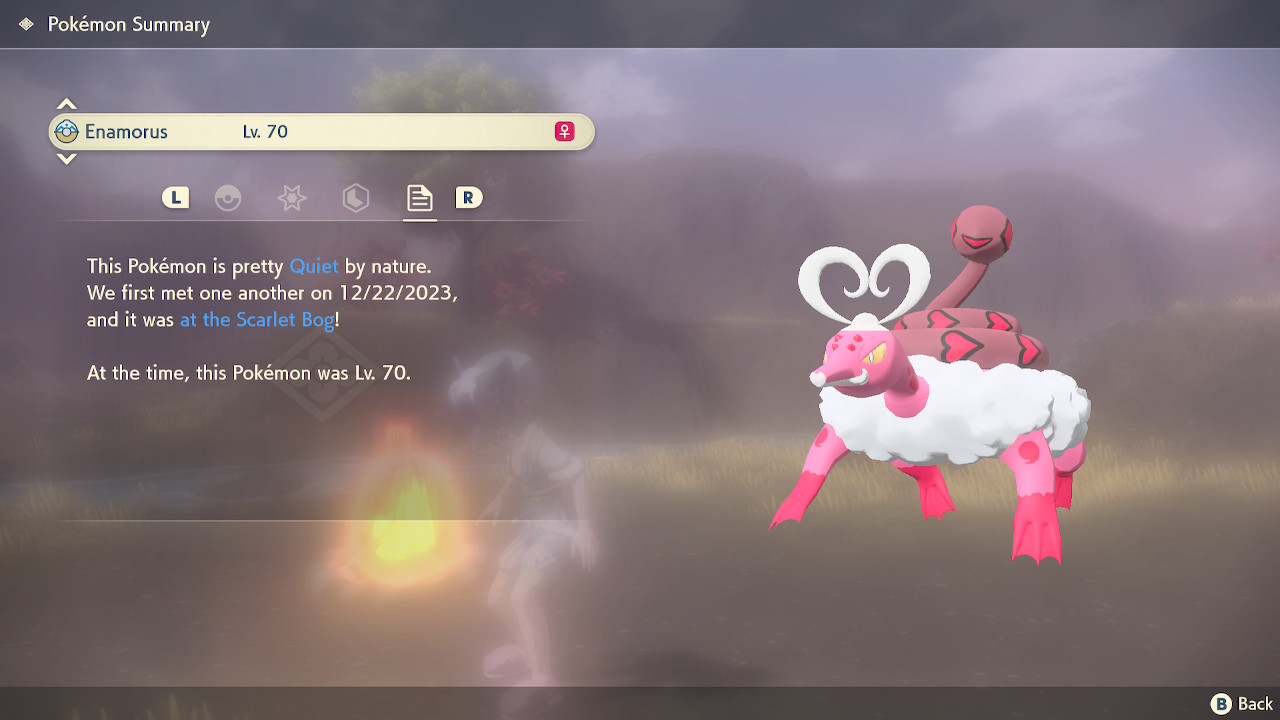 Pokémon Summary
Enamorus Lv. 70 ♀
L R
This Pokémon is pretty Quiet by nature.
We first met one another on 12/22/2023,
and it was at the Scarlet Bog!
At the time, this Pokémon was Lv. 70.
B Back